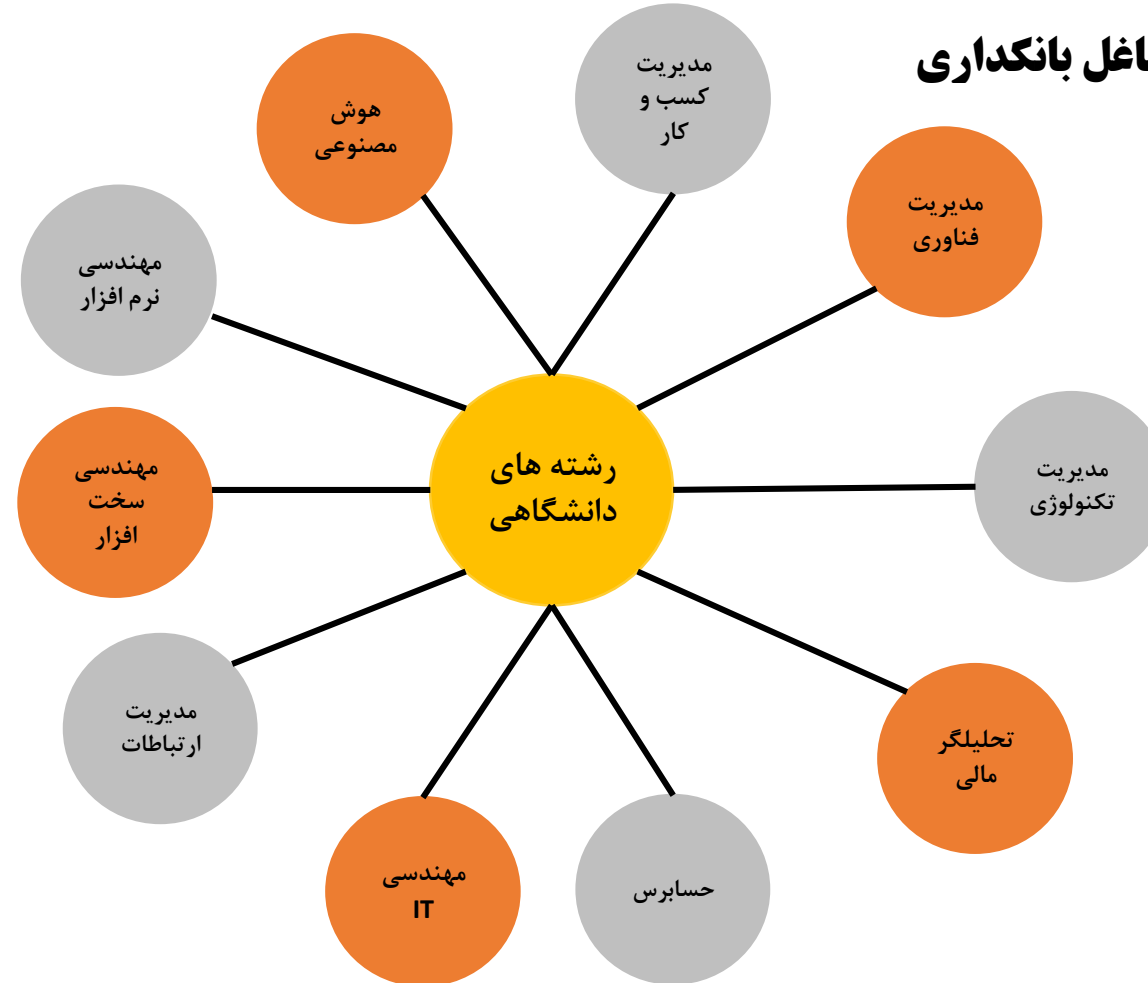 اغل بانکداری
مدیریت
کسب و
کار
هوش
مصنوعی
مدیریت
فناوری
مهندسی
نرم افزار
مدیریت
تکنولوژی
رشته های
دانشگاهی
مهندسی
سخت
افزار
مدیریت
ارتباطات
تحلیلگر
مالی
مهندسی
IT
حسابرس